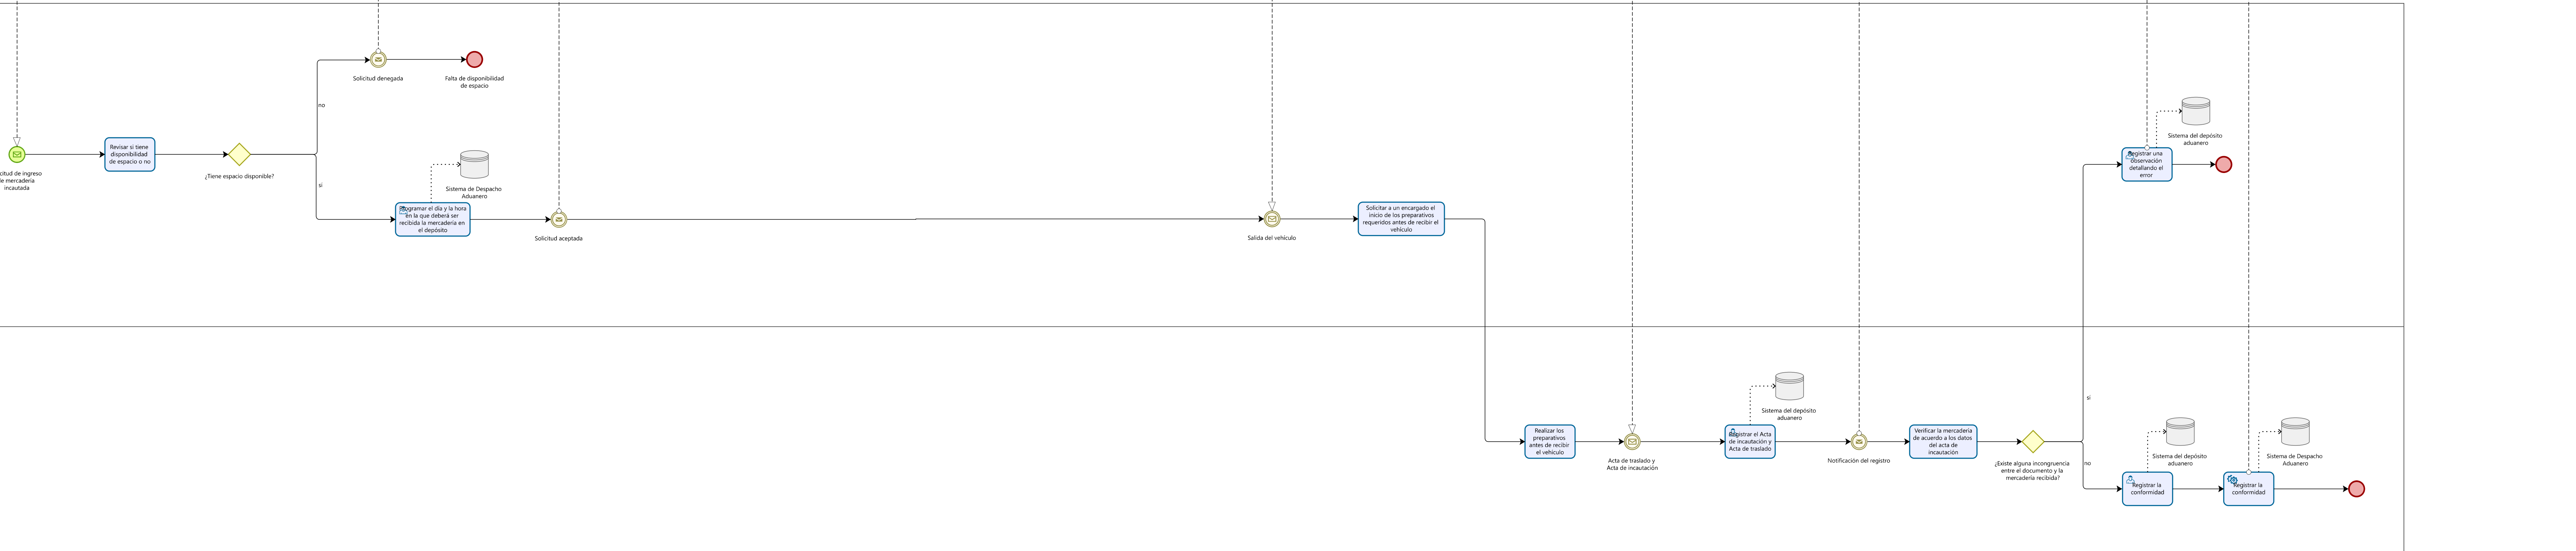 citud de ingreso
e mercadería
incautada
Revisar si tiene
disponibilidad
de espacio o no
¿Tiene espacio disponible?
no
si
Solicitud denegada
Falta de disponibilidad
de espacio
Sistema de Despacho
Aduanero
ogramar el día y la hora
en la que deberá ser
recibida la mercadería en
el depósito
Solicitud aceptada
Salida del vehículo
Solicitar a un encargado el
inicio de los preparativos
requeridos antes de recibir el
vehículo
Realizar los
preparativos
antes de recibir
el vehículo
Acta de traslado y
Acta de incautación
Sistema del depósito
aduanero
Registrar el Acta
de incautación y
Acta de traslado
Notificación del registro
Verificar la mercadería
de acuerdo a los datos
del acta de
incautación
¿Existe alguna incongruencia
entre el documento y la
mercadería recibida?
si
no
Sistema del depósito
aduanero
Registrar una
observación
detallando el
error
Sistema del depósito
aduanero
Registrar la
conformidad
Sistema de Despacho
Aduanero
Registrar la
conformidad